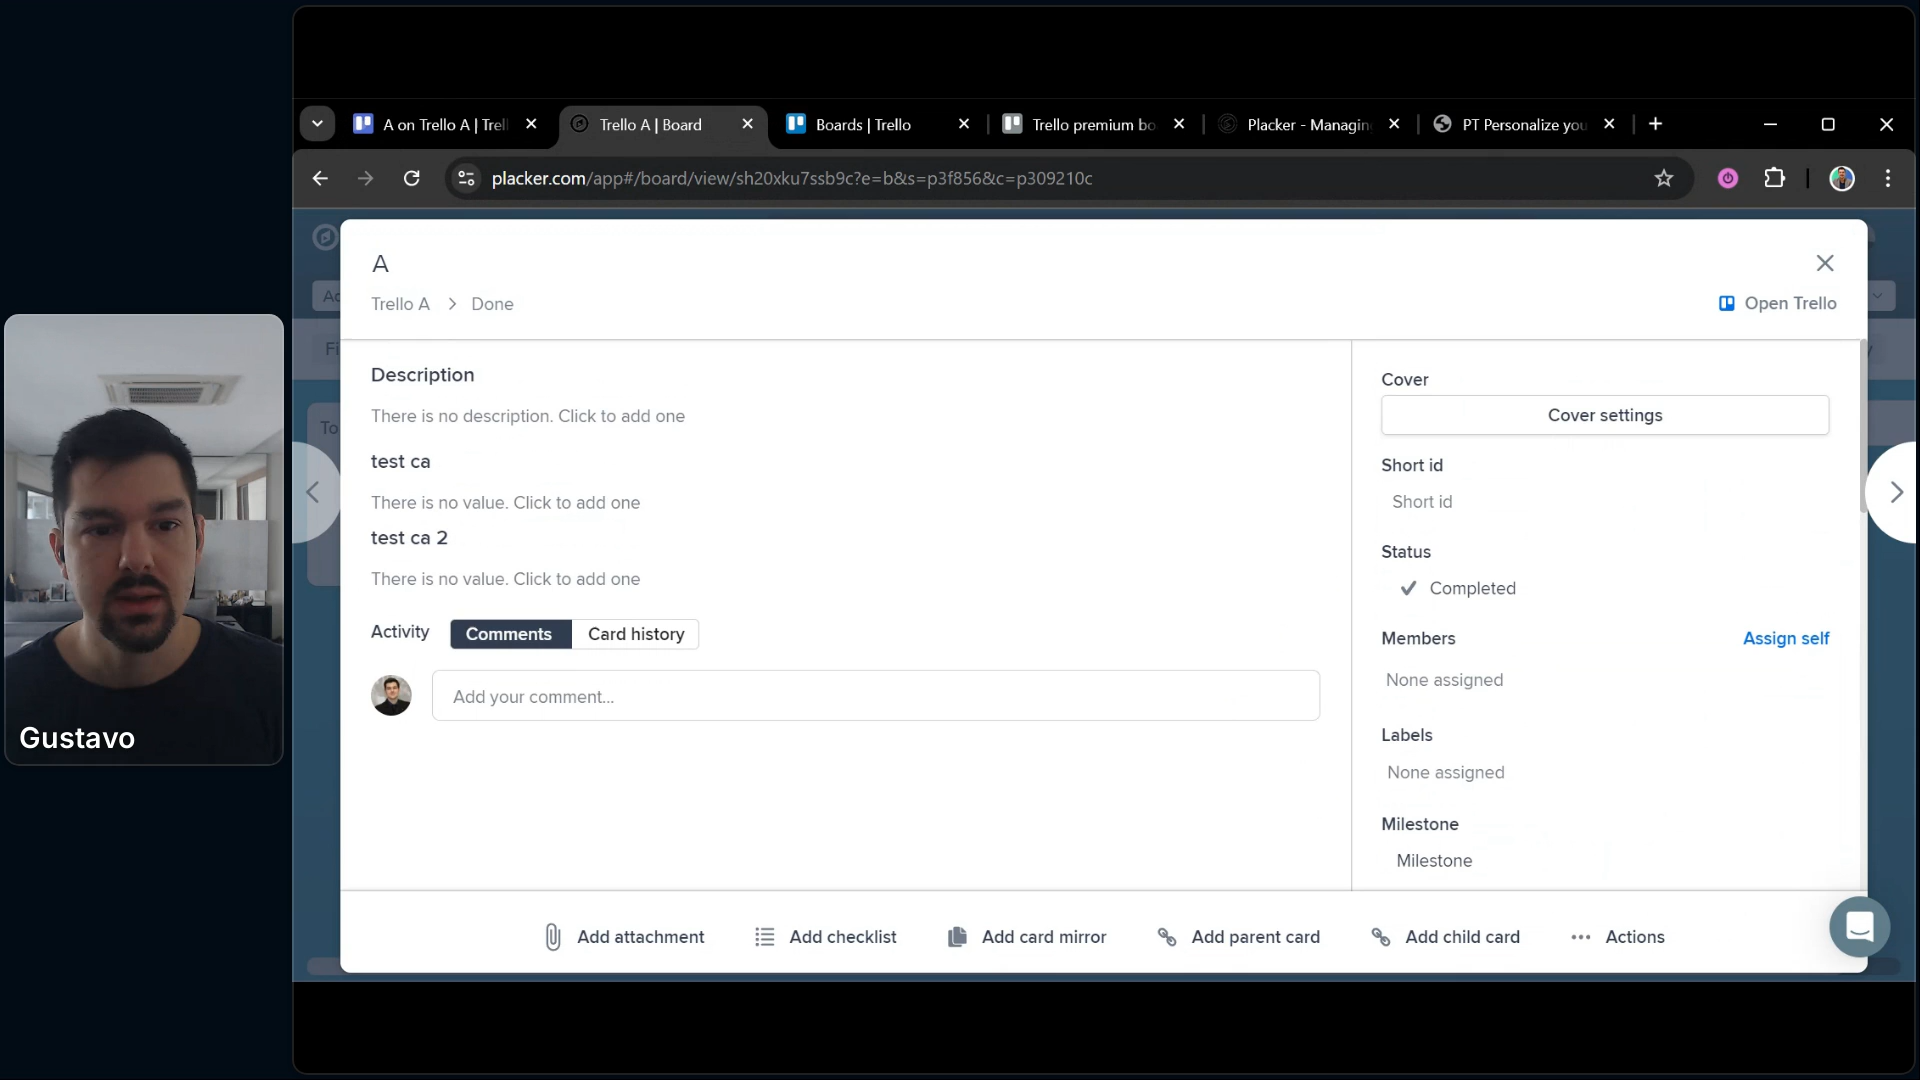 A on Trello A | Trel
Trello A | Board
Boards | Trello
Trello premium bo
Placker - Managin
PT Personalize you
placker.com/app#/board/view/sh20xku7ssb9c?e=b&s=p3f856&c=p309210c
A
Trello A > Done
Open Trello
Description
There is no description. Click to add one
test ca
There is no value. Click to add one
test ca 2
There is no value. Click to add one
Activity
Comments
Card history
Add your comment...
Cover
Cover settings
Short id
Short id
Status
Completed
Members
Assign self
None assigned
Labels
None assigned
Milestone
Milestone
Add attachment
Add checklist
Add card mirror
Add parent card
Add child card
Actions
Ac
Fi
To
Gustavo